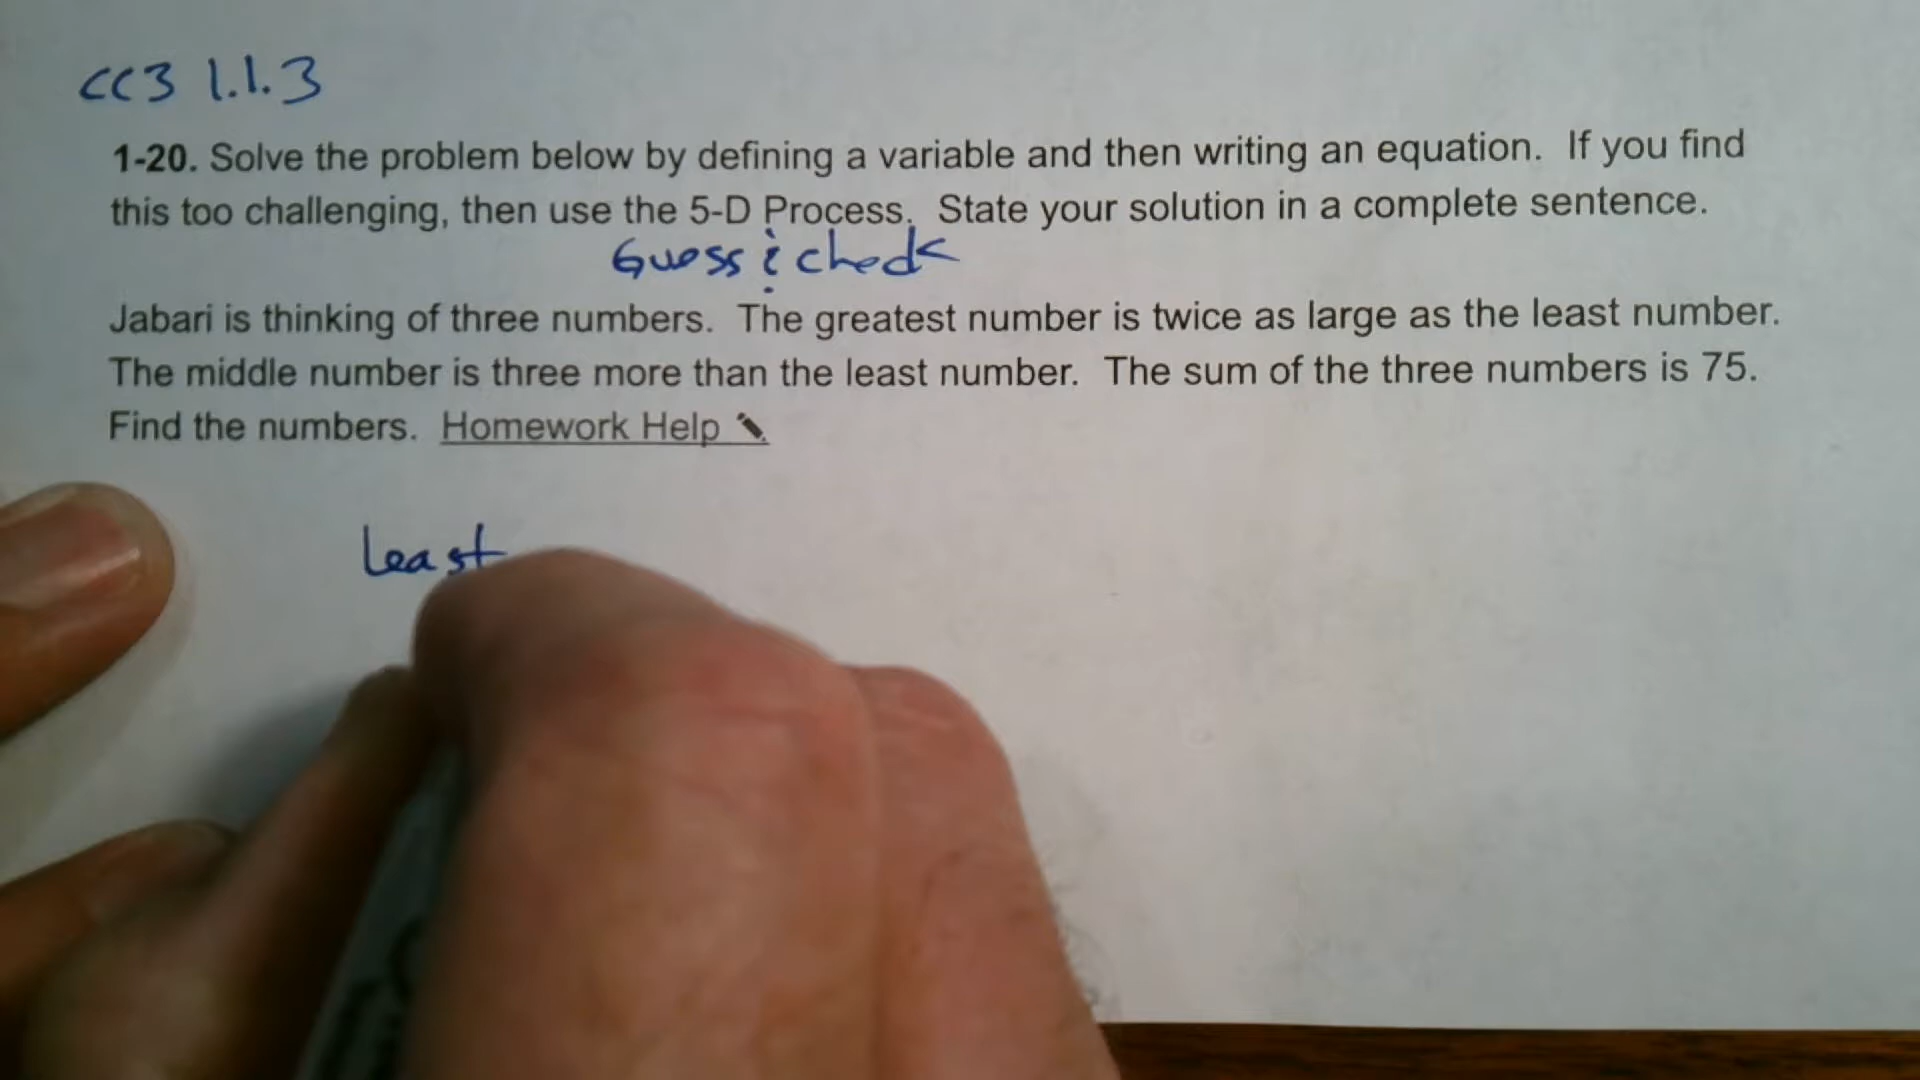 CC3 1.1.3
1-20. Solve the problem below by defining a variable and then writing an equation. If you find
this too challenging, then use the 5-D Process. State your solution in a complete sentence.
Guess & check
Jabari is thinking of three numbers. The greatest number is twice as large as the least number.
The middle number is three more than the least number. The sum of the three numbers is 75.
Find the numbers. Homework Help ✎
Least